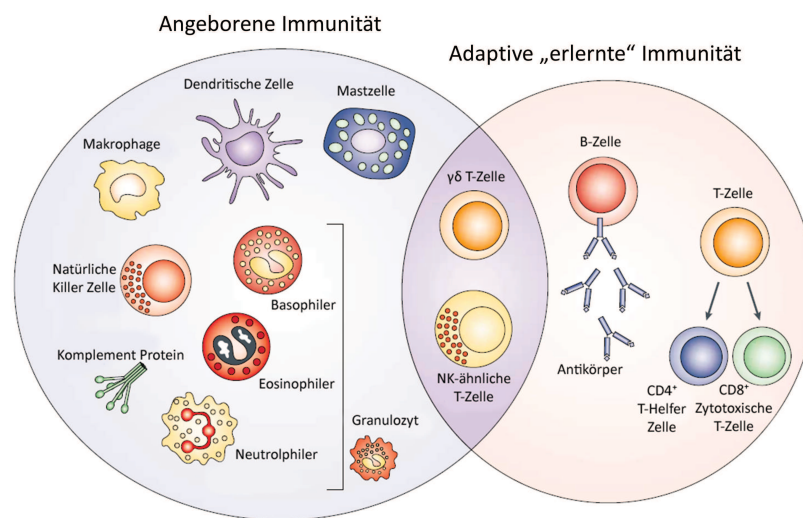 Angeborene Immunität
Adaptive „erlernte“ Immunität
Dendritische Zelle
Mastzelle
Makrophage
Natürliche
Killer Zelle
Basophiler
Komplement Protein
Eosinophiler
Neutrolphiler
Granulozyt
γδ T-Zelle
NK-ähnliche
T-Zelle
B-Zelle
Antikörper
T-Zelle
CD4+
T-Helfer
Zelle
CD8+
Zytotoxische
T-Zelle